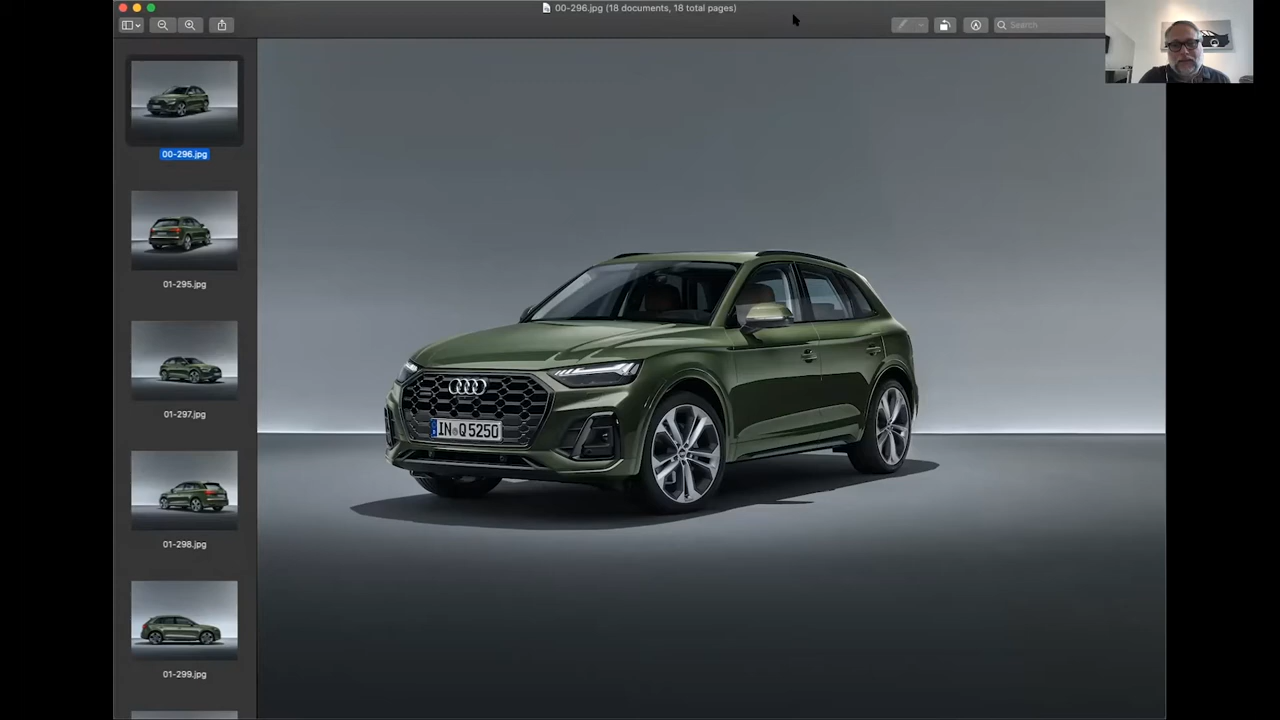 00-296.jpg (18 documents, 18 total pages)
Search
00-296.jpg
01-295.jpg
01-297.jpg
01-298.jpg
01-299.jpg
IN Q 5250